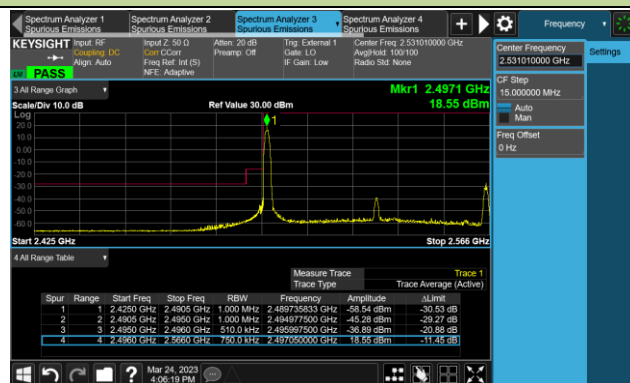 Spectrum Analyzer 1
Spurious Emissions
Spectrum Analyzer 2
Spurious Emissions
Spectrum Analyzer 3
Spurious Emissions
Spectrum Analyzer 4
Spurious Emissions
Frequency
KEYSIGHT
Input: RF
Coupling: DC
Align: Auto
Input Z: 50 Ω
Corr CCorr
Freq Ref: Int (S)
NFE: Adaptive
Atten: 20 dB
Preamp: Off
Trig: External 1
Gate: LO
IF Gain: Low
Center Freq: 2.531010000 GHz
Avg|Hold: 100/100
Radio Std: None
PASS
Center Frequency
2.531010000 GHz
Settings
CF Step
15.000000 MHz
Auto
Man
Freq Offset
0 Hz
3 All Range Graph
Mkr1 2.4971 GHz
Scale/Div 10.0 dB
Ref Value 30.00 dBm
18.55 dBm
Log
20.0
10.0
0.00
-10.0
-20.0
-30.0
-40.0
-50.0
-60.0
1
Start 2.425 GHz
Stop 2.566 GHz
4 All Range Table
Measure Trace Trace 1
Trace Type Trace Average (Active)
Spur Range Start Freq Stop Freq RBW Frequency Amplitude ΔLimit
1 1 2.4250 GHz 2.4905 GHz 1.000 MHz 2.489735833 GHz -58.54 dBm -30.53 dB
2 2 2.4905 GHz 2.4950 GHz 1.000 MHz 2.494977500 GHz -45.28 dBm -29.27 dB
3 3 2.4950 GHz 2.4960 GHz 510.0 kHz 2.495997500 GHz -36.89 dBm -20.88 dB
4 4 2.4960 GHz 2.5660 GHz 750.0 kHz 2.497050000 GHz 18.55 dBm -11.45 dB
Mar 24, 2023
4:06:19 PM